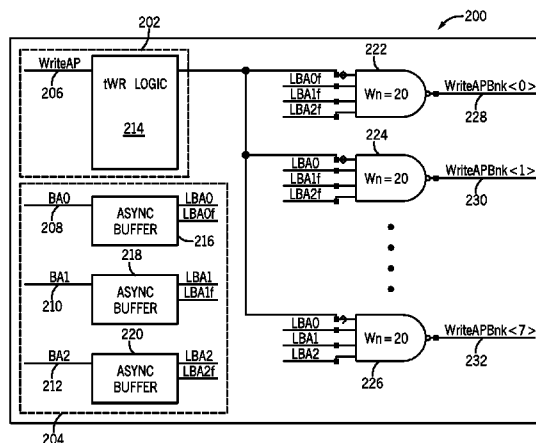 200
202
WriteAP
206
tWR LOGIC
214
222
LBA0f
LBA1f
LBA2f
Wn = 20
WriteAPBnk <0>
228
224
LBA0
LBA1f
LBA2f
Wn = 20
WriteAPBnk <1>
230
BA0
208
ASYNC
BUFFER
LBA0
LBA0f
216
218
BA1
210
ASYNC
BUFFER
LBA1
LBA1f
220
BA2
212
ASYNC
BUFFER
LBA2
LBA2f
204
LBA0
LBA1
LBA2
Wn = 20
226
WriteAPBnk <7>
232